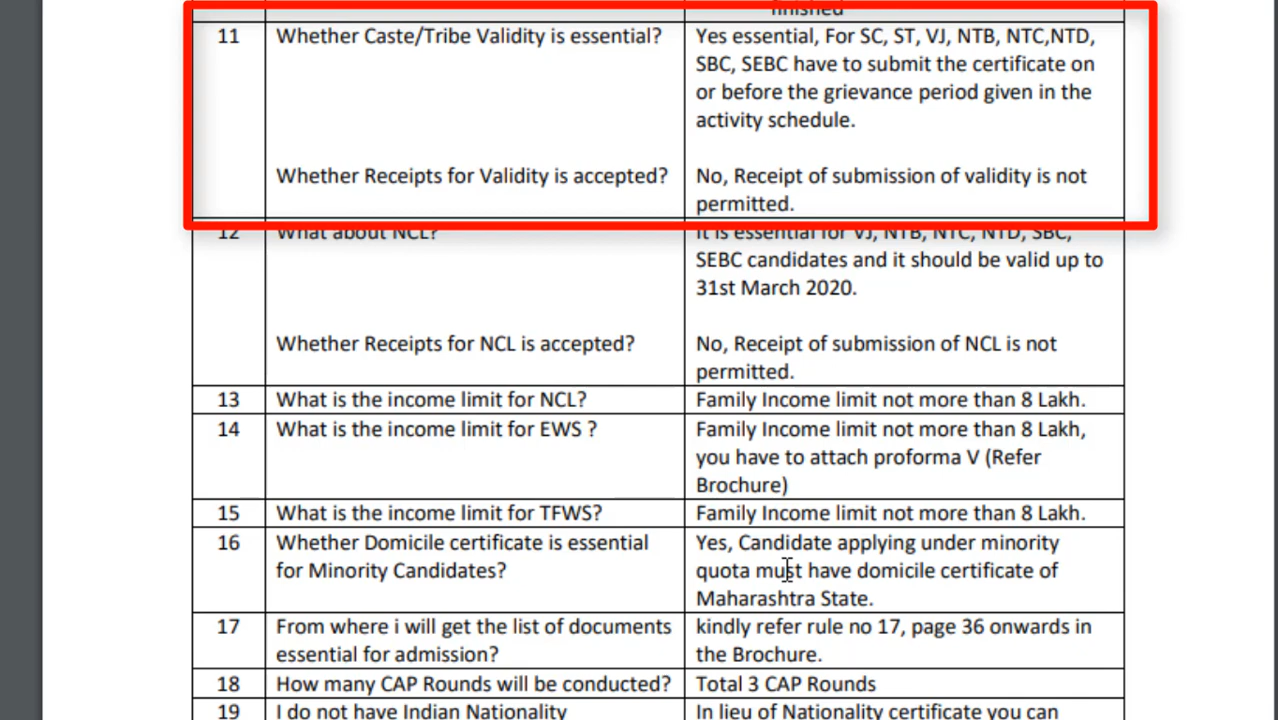 finished
11 Whether Caste/Tribe Validity is essential? Yes essential, For SC, ST, VJ, NTB, NTC,NTD,
SBC, SEBC have to submit the certificate on
or before the grievance period given in the
activity schedule.
Whether Receipts for Validity is accepted? No, Receipt of submission of validity is not
permitted.
12 What about NCL? It is essential for VJ, NTB, NTC, NTD, SBC,
SEBC candidates and it should be valid up to
31st March 2020.
Whether Receipts for NCL is accepted? No, Receipt of submission of NCL is not
permitted.
13 What is the income limit for NCL? Family Income limit not more than 8 Lakh.
14 What is the income limit for EWS ? Family Income limit not more than 8 Lakh,
you have to attach proforma V (Refer
Brochure)
15 What is the income limit for TFWS? Family Income limit not more than 8 Lakh.
16 Whether Domicile certificate is essential Yes, Candidate applying under minority
for Minority Candidates? quota must have domicile certificate of
Maharashtra State.
17 From where i will get the list of documents kindly refer rule no 17, page 36 onwards in
essential for admission? the Brochure.
18 How many CAP Rounds will be conducted? Total 3 CAP Rounds
19 I do not have Indian Nationality In lieu of Nationality certificate you can